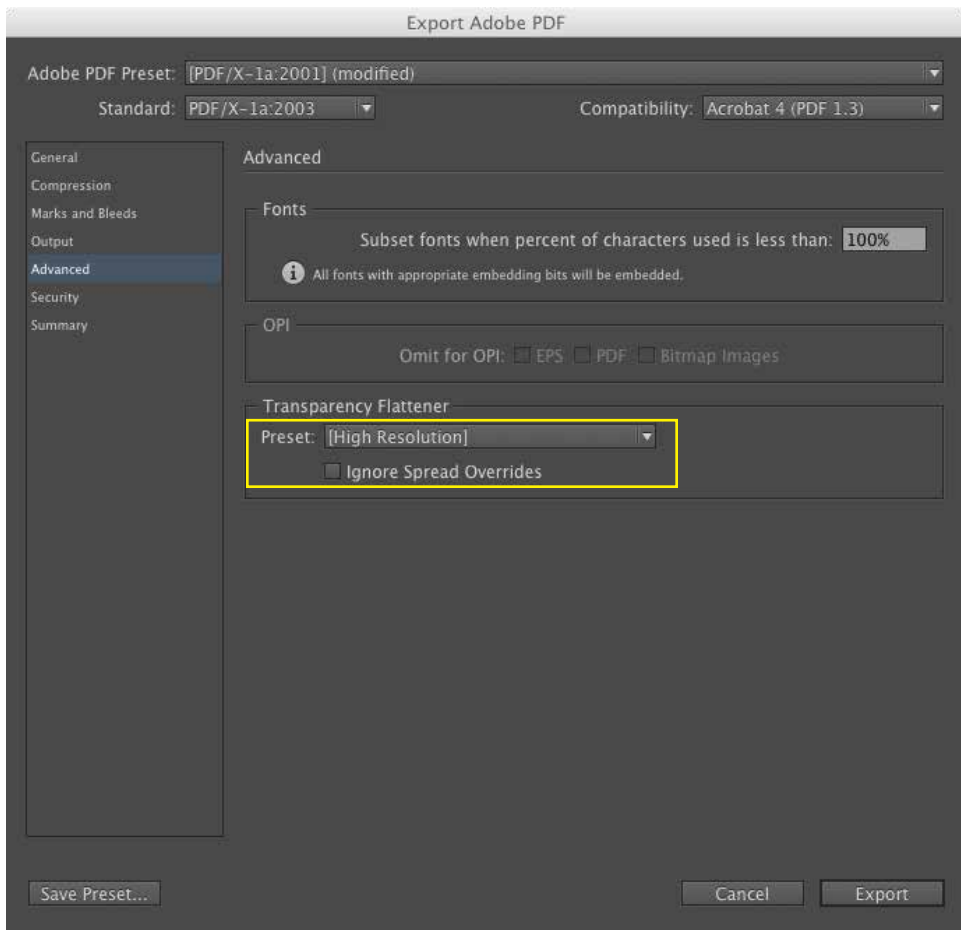 Export Adobe PDF
Adobe PDF Preset: [PDF/X-1a:2001] (modified)
Standard: PDF/X-1a:2003 Compatibility: Acrobat 4 (PDF 1.3)
General
Compression
Marks and Bleeds
Output
Advanced
Security
Summary
Advanced
Fonts
Subset fonts when percent of characters used is less than: 100%
All fonts with appropriate embedding bits will be embedded.
OPI
Omit for OPI: EPS PDF Bitmap Images
Transparency Flattener
Preset: [High Resolution]
Ignore Spread Overrides
Save Preset... Cancel Export